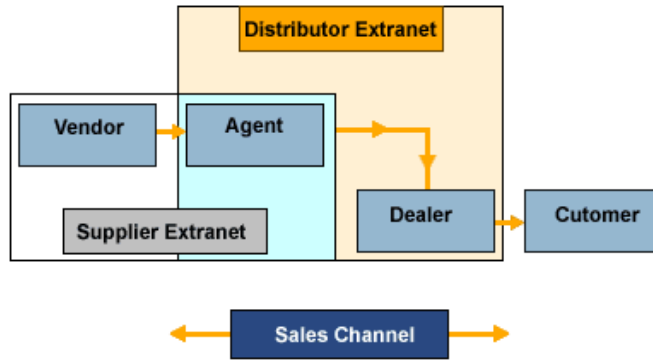 Distributor Extranet
Vendor
Agent
Supplier Extranet
Dealer
Cutomer
Sales Channel